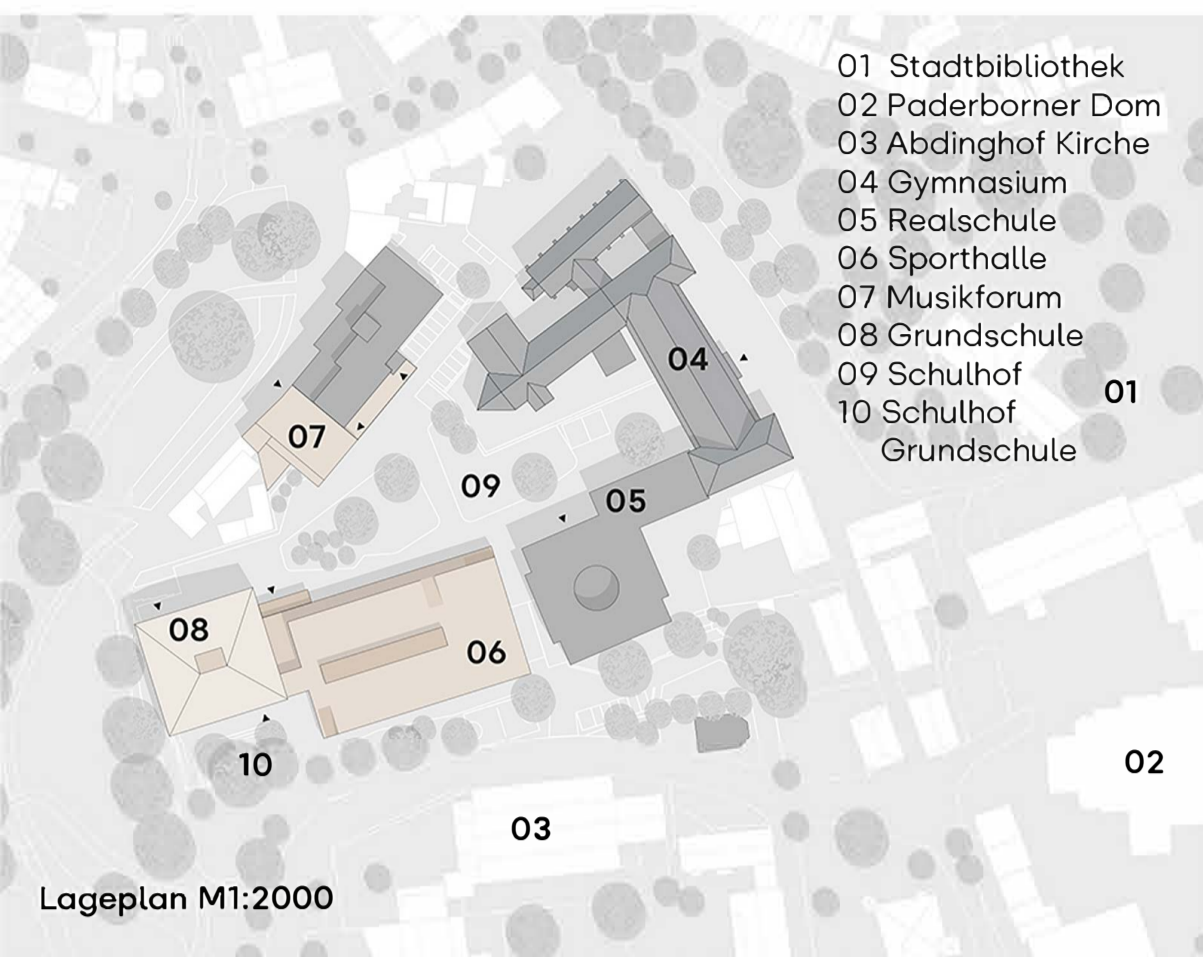 01 Stadtbibliothek
02 Paderborner Dom
03 Abdinghof Kirche
04 Gymnasium
05 Realschule
06 Sporthalle
07 Musikforum
08 Grundschule
09 Schulhof
10 Schulhof
Grundschule
04
01
07
09
05
08
06
10
02
03
Lageplan M1:2000